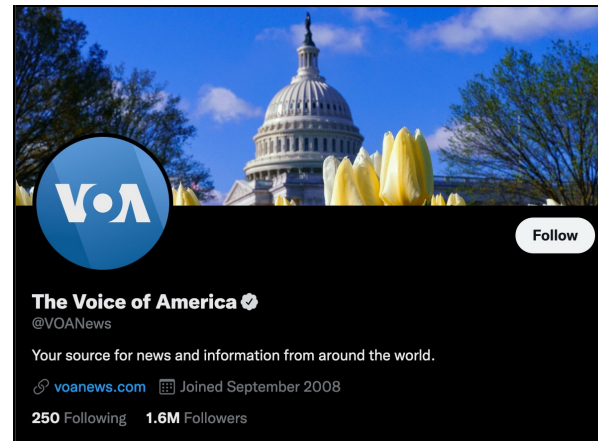 VOA
Follow
The Voice of America
@VOANews
Your source for news and information from around the world.
voanews.com Joined September 2008
250 Following 1.6M Followers